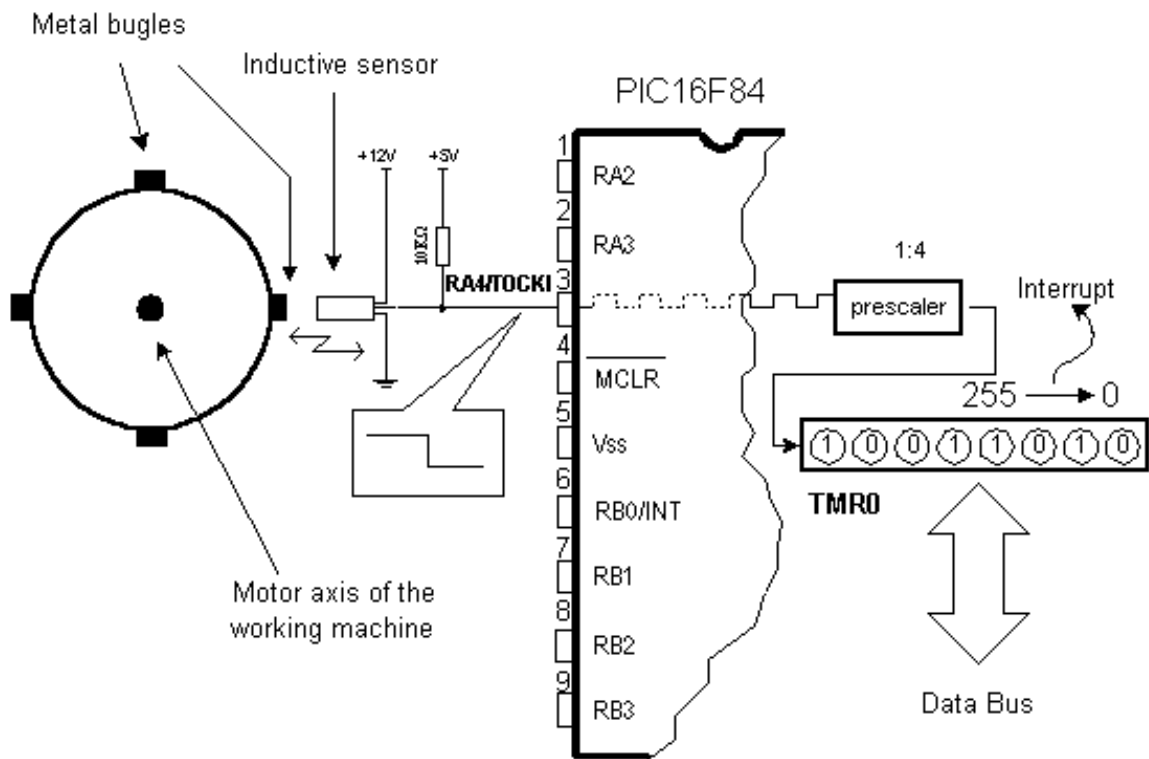 Metal bugles
Inductive sensor
PIC16F84
+12V
+5V
10KΩ
RA4/TOCKI
1
RA2
2
RA3
3
4
MCLR
5
Vss
6
RB0/INT
7
RB1
8
RB2
9
RB3
1:4
prescaler
Interrupt
255
0
1 0 0 1 1 0 1 0
TMR0
Data Bus
Motor axis of the
working machine